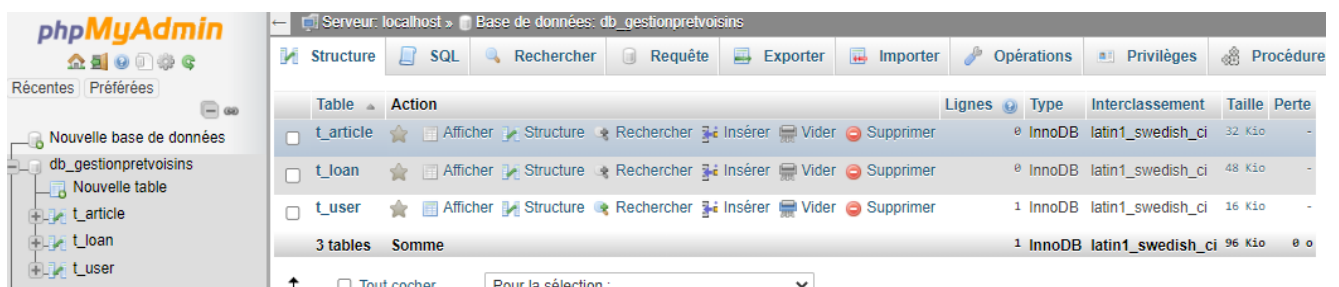 phpMyAdmin
Récentes Préférées
Nouvelle base de données
db_gestionpretvoisins
Nouvelle table
t_article
t_loan
t_user
Serveur: localhost » Base de données: db_gestionpretvoisins
Structure SQL Rechercher Requête Exporter Importer Opérations Privilèges Procédure
Table Action Lignes Type Interclassement Taille Perte
t_article Afficher Structure Rechercher Insérer Vider Supprimer 0 InnoDB latin1_swedish_ci 32 Kio -
t_loan Afficher Structure Rechercher Insérer Vider Supprimer 0 InnoDB latin1_swedish_ci 48 Kio -
t_user Afficher Structure Rechercher Insérer Vider Supprimer 1 InnoDB latin1_swedish_ci 16 Kio -
3 tables Somme 1 InnoDB latin1_swedish_ci 96 Kio 0 o
Tout cocher Pour la sélection :